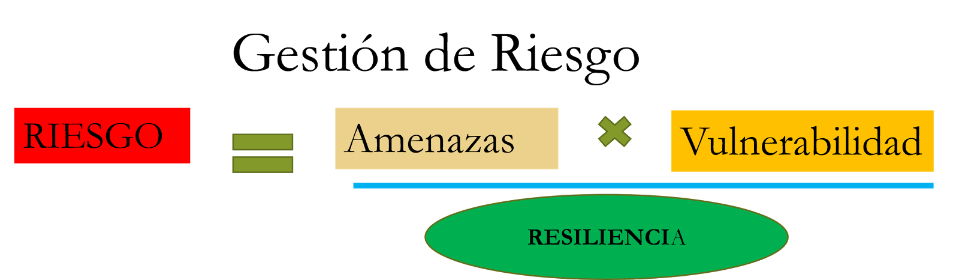 Gestión de Riesgo
RIESGO
Amenazas
Vulnerabilidad
RESILIENCIA